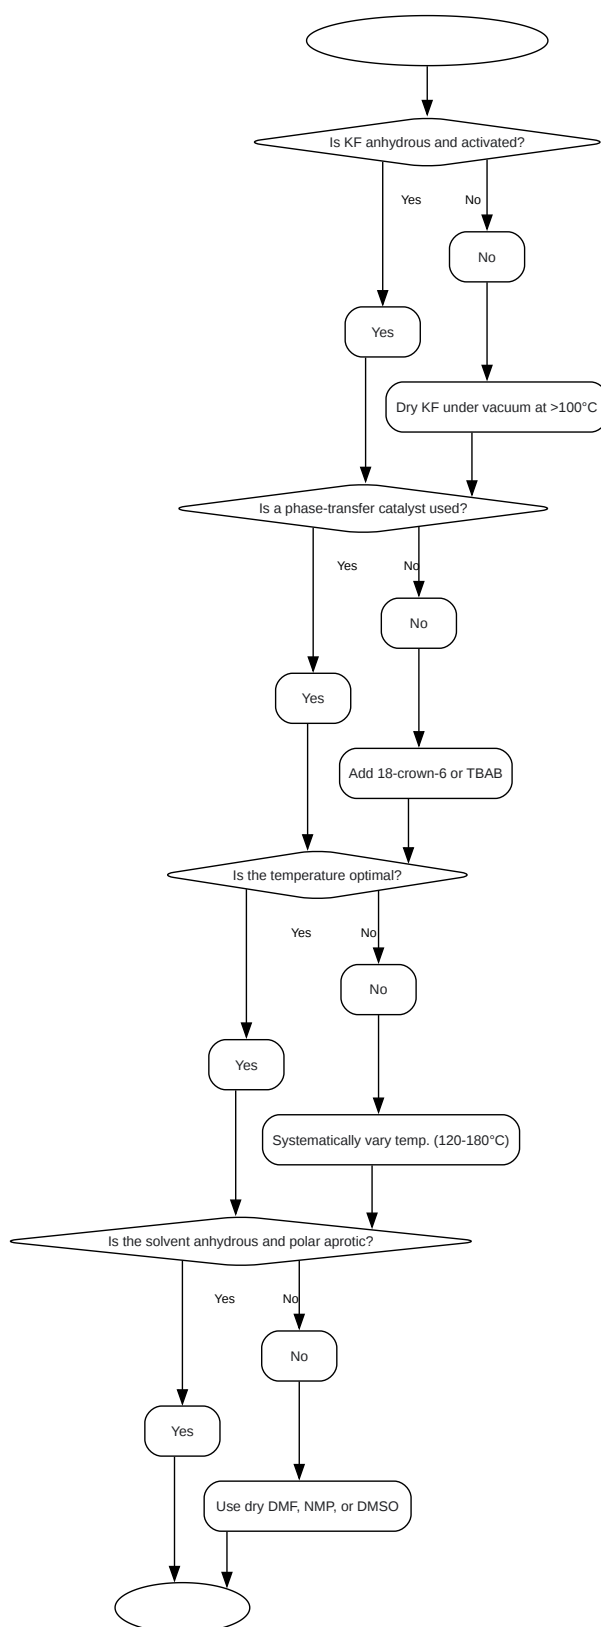 Is KF anhydrous and activated?
Yes
No
No
Yes
Dry KF under vacuum at >100°C
Is a phase-transfer catalyst used?
Yes
No
No
Yes
Add 18-crown-6 or TBAB
Is the temperature optimal?
Yes
No
No
Yes
Systematically vary temp. (120-180°C)
Is the solvent anhydrous and polar aprotic?
Yes
No
No
Yes
Use dry DMF, NMP, or DMSO